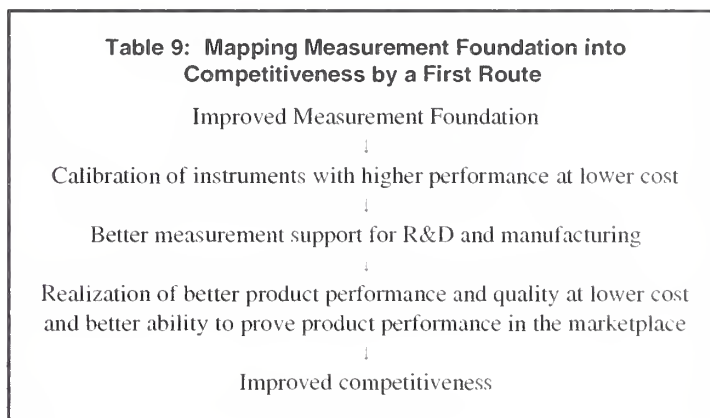 Table 9: Mapping Measurement Foundation into
Competitiveness by a First Route
Improved Measurement Foundation
↓
Calibration of instruments with higher performance at lower cost
↓
Better measurement support for R&D and manufacturing
↓
Realization of better product performance and quality at lower cost
and better ability to prove product performance in the marketplace
↓
Improved competitiveness